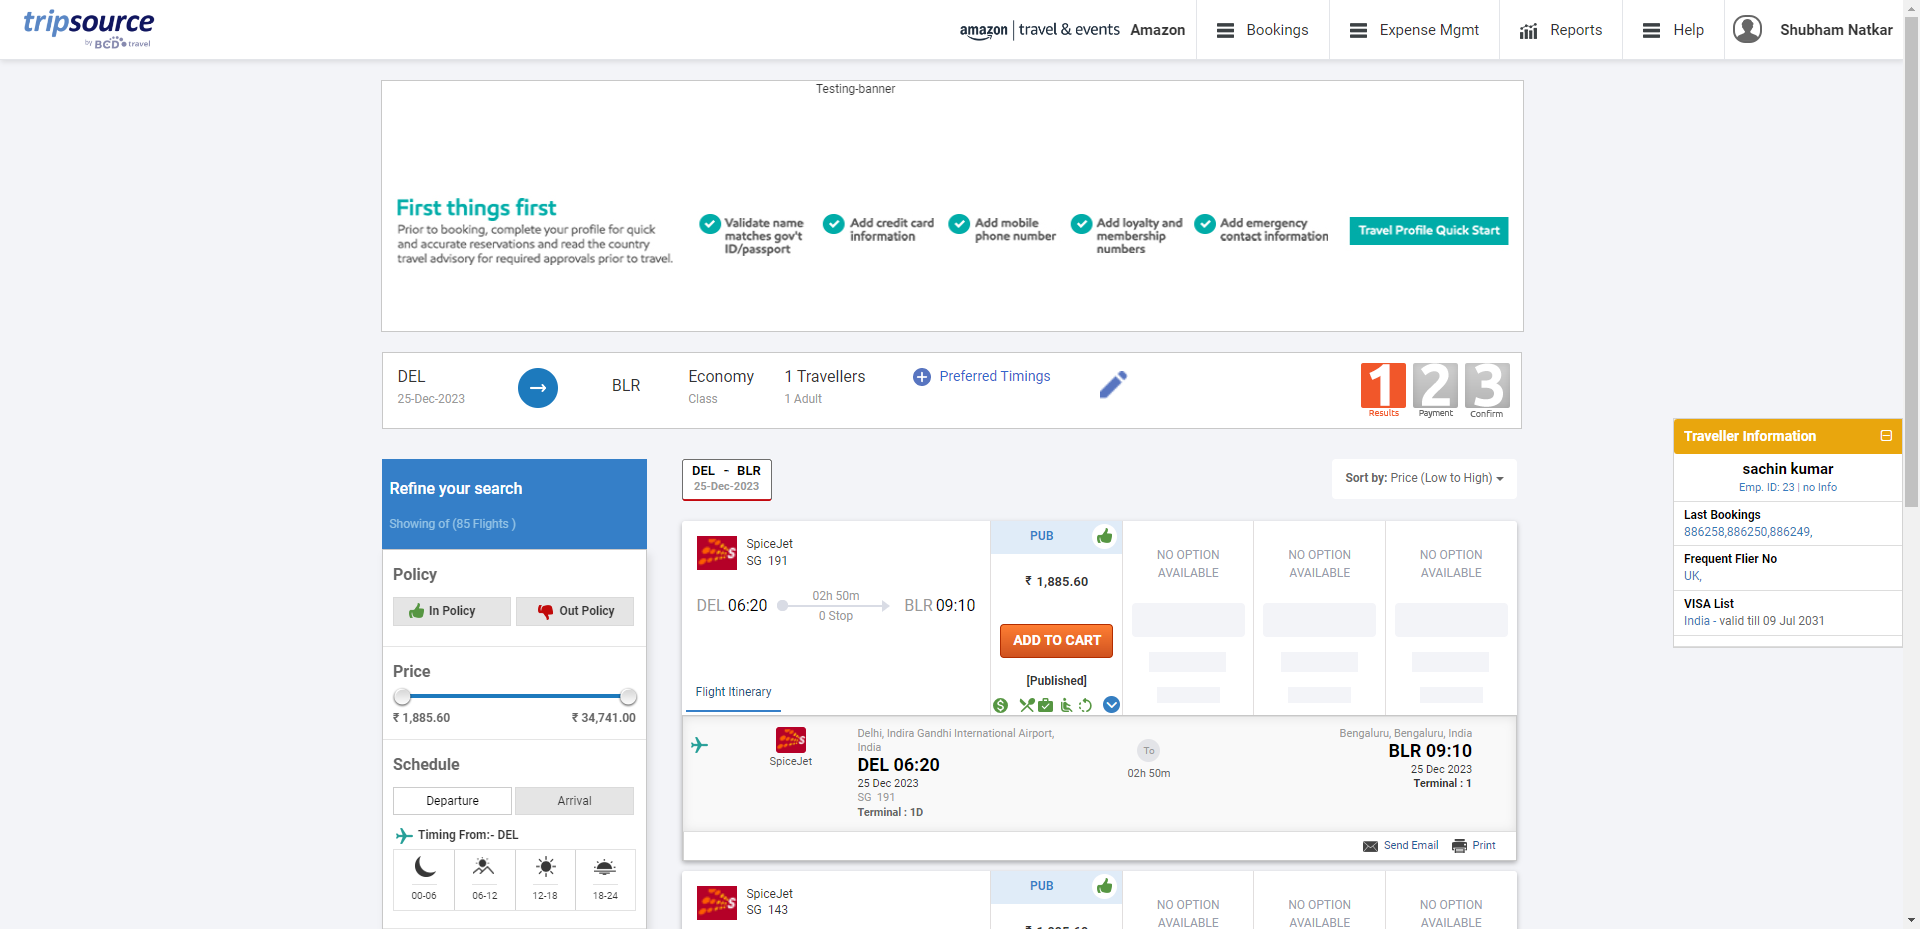 tripsource
by BCD travel
amazon | travel & events Amazon
Bookings
Expense Mgmt
Reports
Help
Shubham Natkar
Testing-banner
First things first
Prior to booking, complete your profile for quick
and accurate reservations and read the country
travel advisory for required approvals prior to travel.
Validate name
matches gov't
ID/passport
Add credit card
information
Add mobile
phone number
Add loyalty and
membership
numbers
Add emergency
contact information
Travel Profile Quick Start
DEL
25-Dec-2023
BLR
Economy
Class
1 Travellers
1 Adult
Preferred Timings
1
Results
2
Payment
3
Confirm
Traveller Information
sachin kumar
Emp. ID: 23 | no Info
Last Bookings
886258,886250,886249,
Frequent Flier No
UK,
VISA List
India - valid till 09 Jul 2031
Refine your search
Showing of (85 Flights )
Policy
In Policy
Out Policy
Price
₹ 1,885.60
₹ 34,741.00
Schedule
Departure
Arrival
Timing From:- DEL
00-06
06-12
12-18
18-24
DEL - BLR
25-Dec-2023
Sort by: Price (Low to High)
SpiceJet
SG 191
DEL 06:20
02h 50m
0 Stop
BLR 09:10
Flight Itinerary
PUB
₹ 1,885.60
ADD TO CART
[Published]
NO OPTION
AVAILABLE
NO OPTION
AVAILABLE
NO OPTION
AVAILABLE
SpiceJet
Delhi, Indira Gandhi International Airport,
India
DEL 06:20
25 Dec 2023
SG 191
Terminal : 1D
To
02h 50m
Bengaluru, Bengaluru, India
BLR 09:10
25 Dec 2023
Terminal : 1
Send Email
Print
SpiceJet
SG 143
PUB
NO OPTION
AVAILABLE
NO OPTION
AVAILABLE
NO OPTION
AVAILABLE